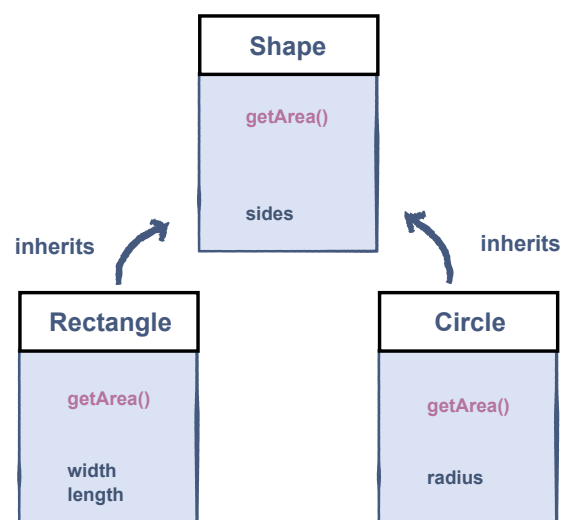 Shape
getArea()
sides
inherits
inherits
Rectangle
getArea()
width
length
Circle
getArea()
radius